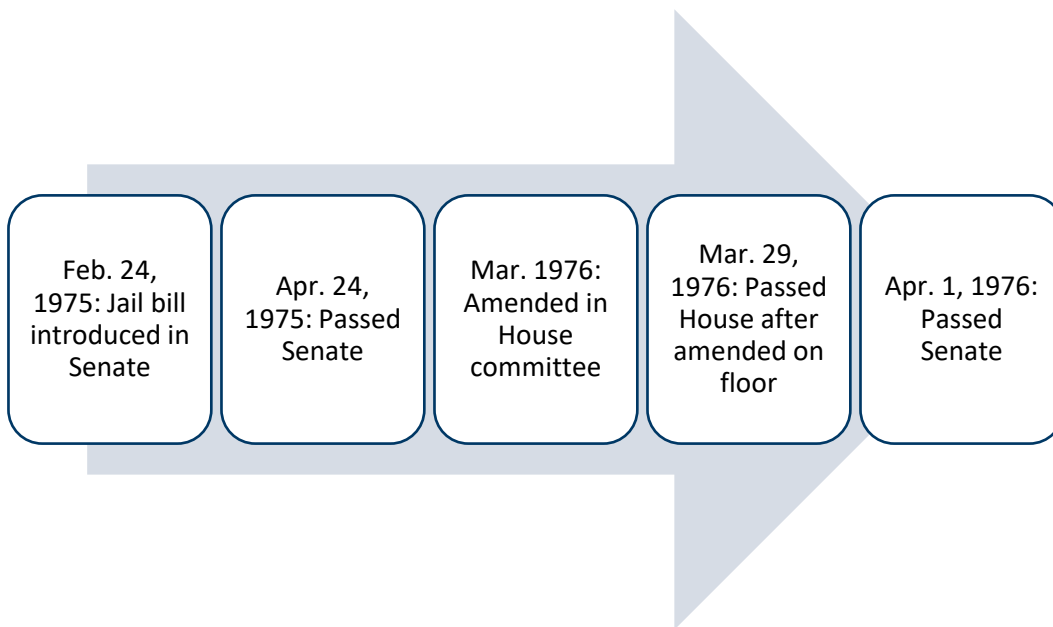 Feb. 24,
1975: Jail bill
introduced in
Senate
Apr. 24,
1975: Passed
Senate
Mar. 1976:
Amended in
House
committee
Mar. 29,
1976: Passed
House after
amended on
floor
Apr. 1, 1976:
Passed
Senate